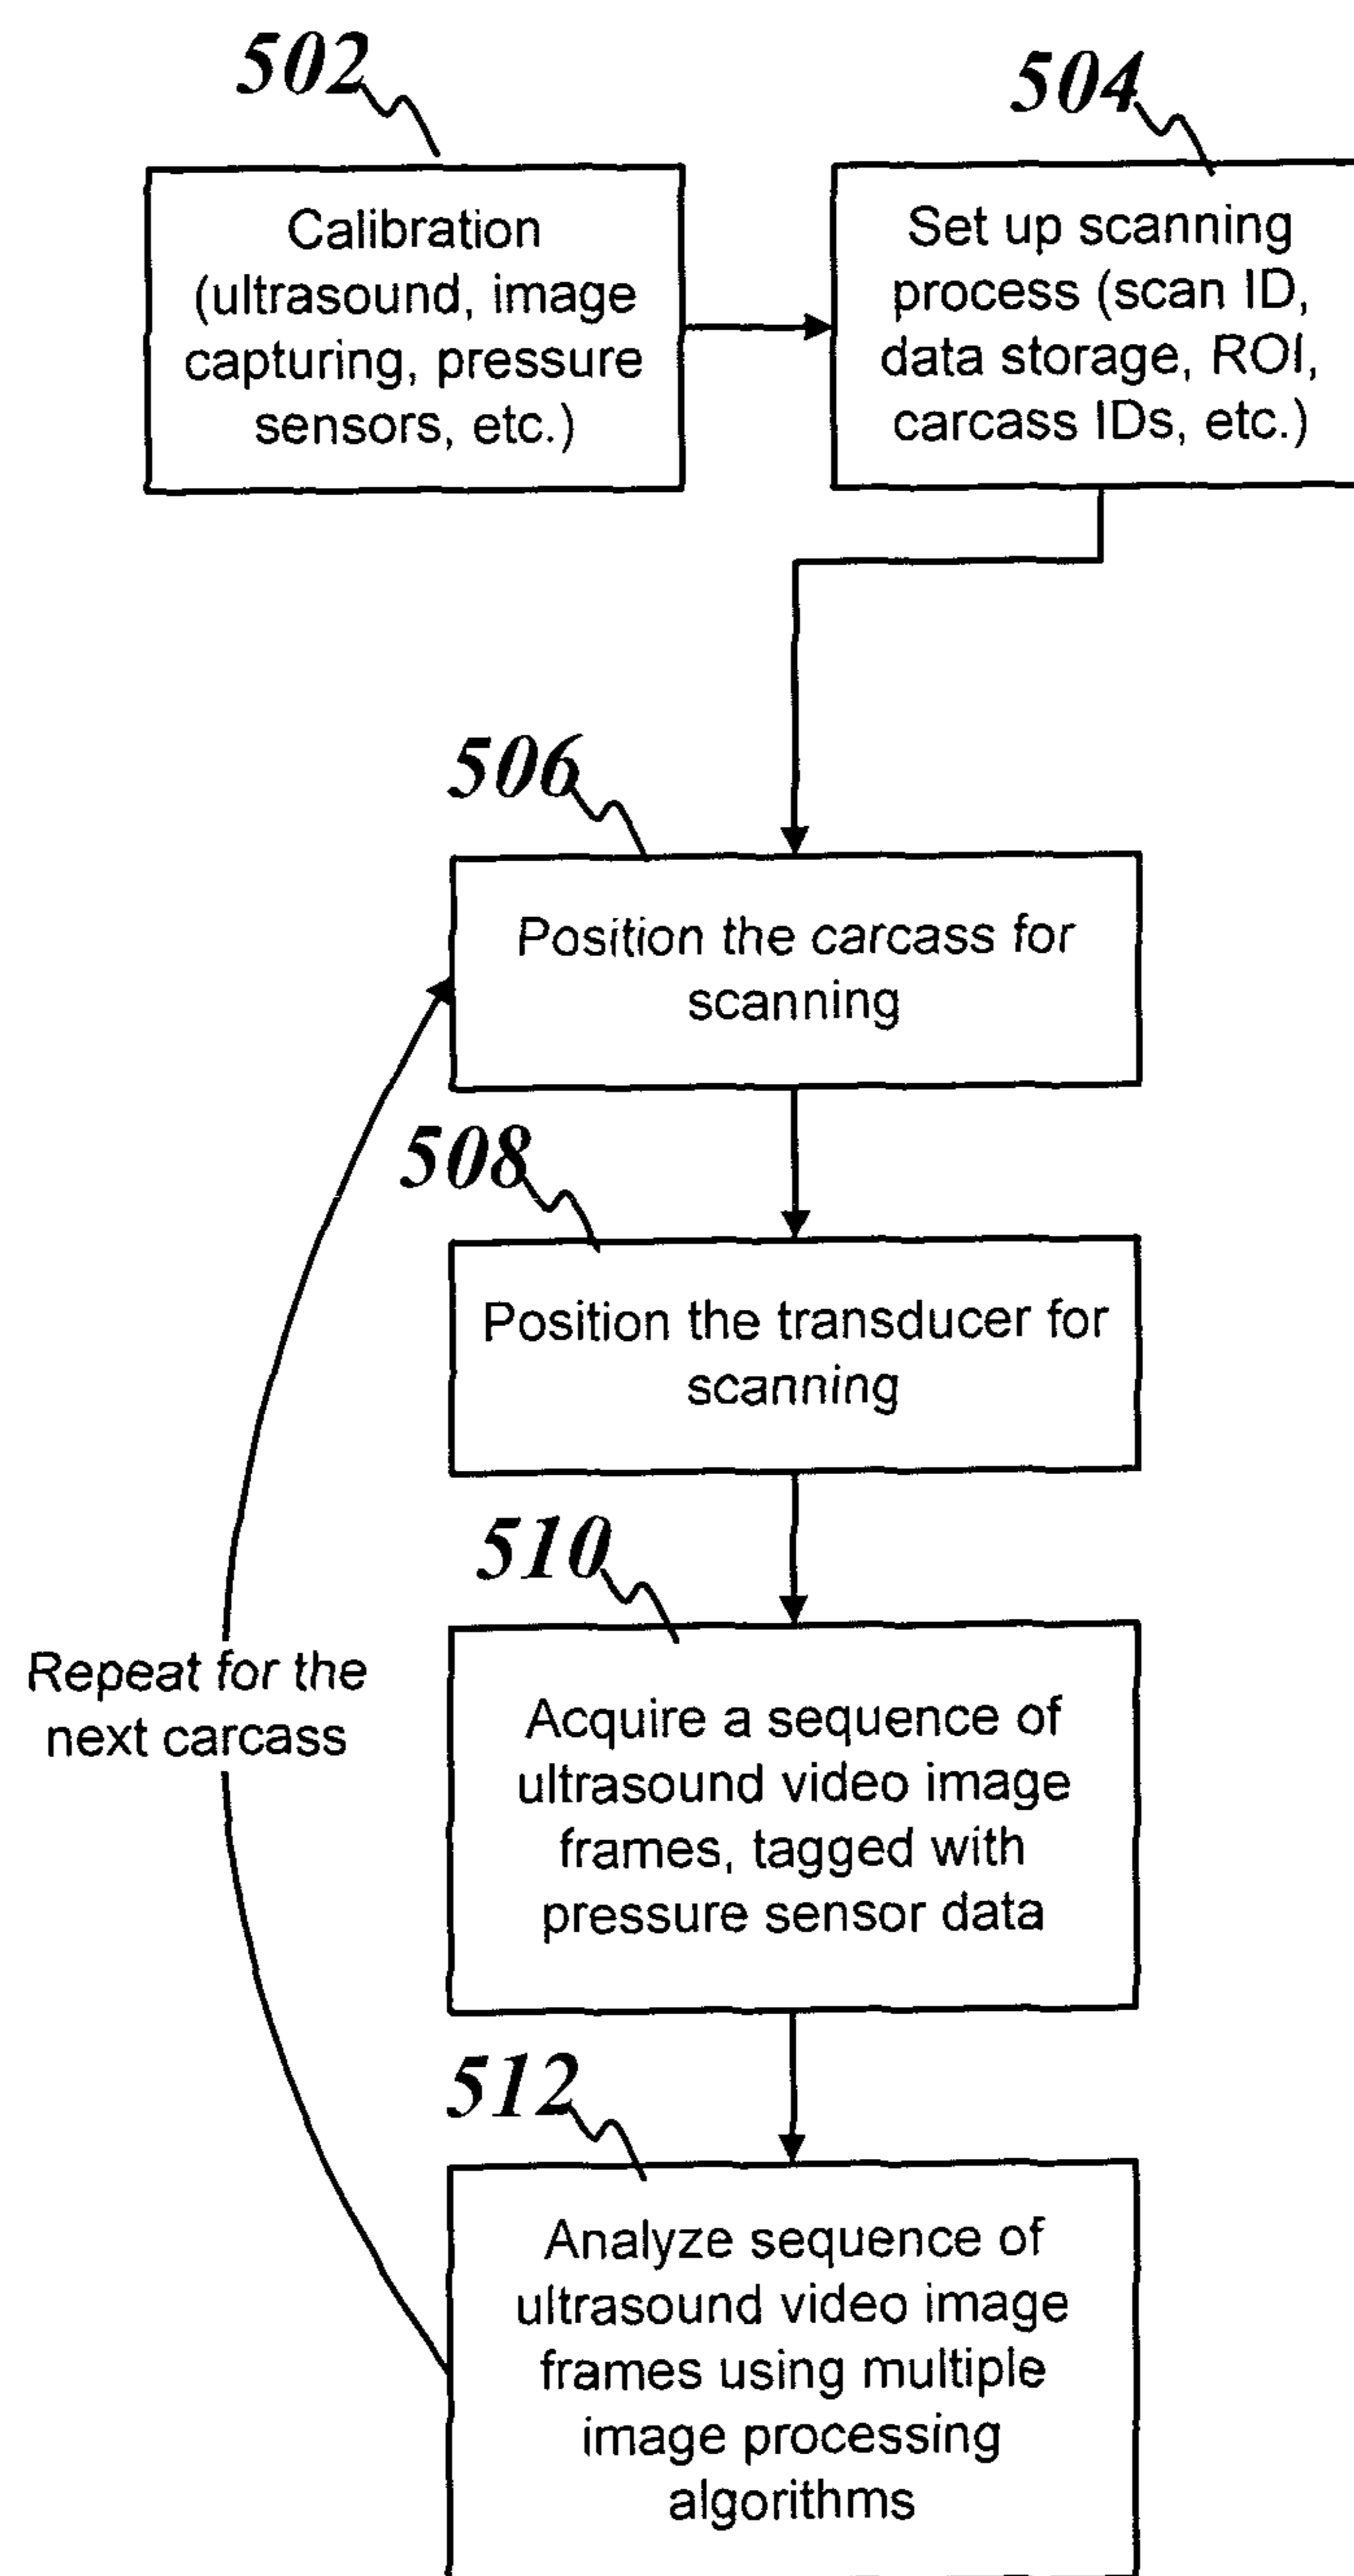 502
504
Calibration
(ultrasound, image
capturing, pressure
sensors, etc.)
Set up scanning
process (scan ID,
data storage, ROI,
carcass IDs, etc.)
506
Position the carcass for
scanning
508
Position the transducer for
scanning
510
Repeat for the
next carcass
Acquire a sequence of
ultrasound video image
frames, tagged with
pressure sensor data
512
Analyze sequence of
ultrasound video image
frames using multiple
image processing
algorithms